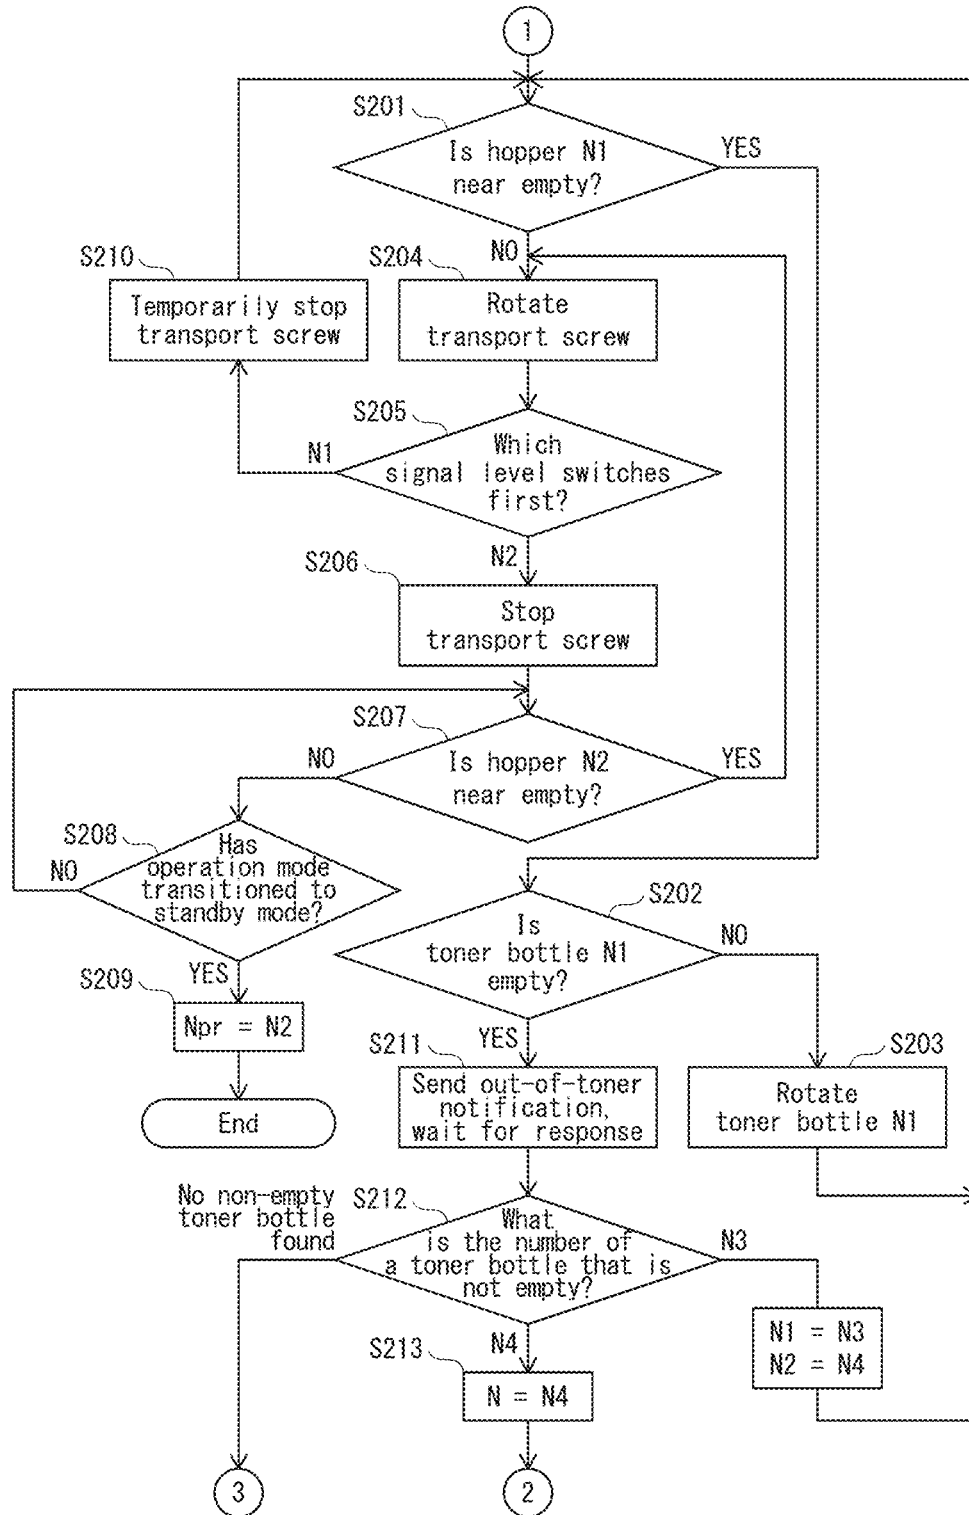 1
S201
Is hopper N1
near empty?
YES
NO
S210
Temporarily stop
transport screw
S204
Rotate
transport screw
S205
Which
signal level switches
first?
N1
N2
S206
Stop
transport screw
S207
Is hopper N2
near empty?
NO
YES
S208
Has
operation mode
transitioned to
standby mode?
NO
YES
S209
Npr = N2
End
S202
Is
toner bottle N1
empty?
NO
YES
S203
Rotate
toner bottle N1
S211
Send out-of-toner
notification,
wait for response
S212
What
is the number of
a toner bottle that is
not empty?
No non-empty
toner bottle
found
N3
N1 = N3
N2 = N4
N4
S213
N = N4
3
2